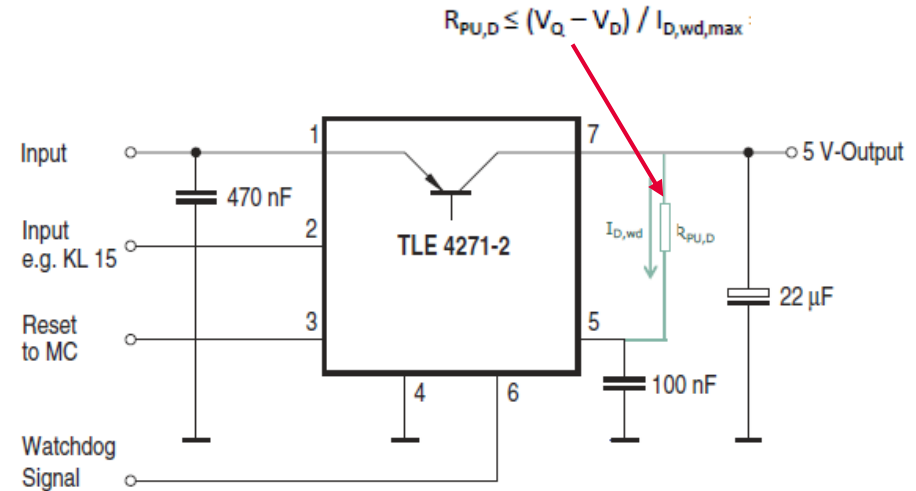 R_PU,D ≤ (V_Q – V_D) / I_D,wd,max
1
7
Input
5 V-Output
470 nF
Input
e.g. KL 15
2
TLE 4271-2
I_D,wd
R_PU,D
22 µF
Reset
to MC
3
5
100 nF
4
6
Watchdog
Signal